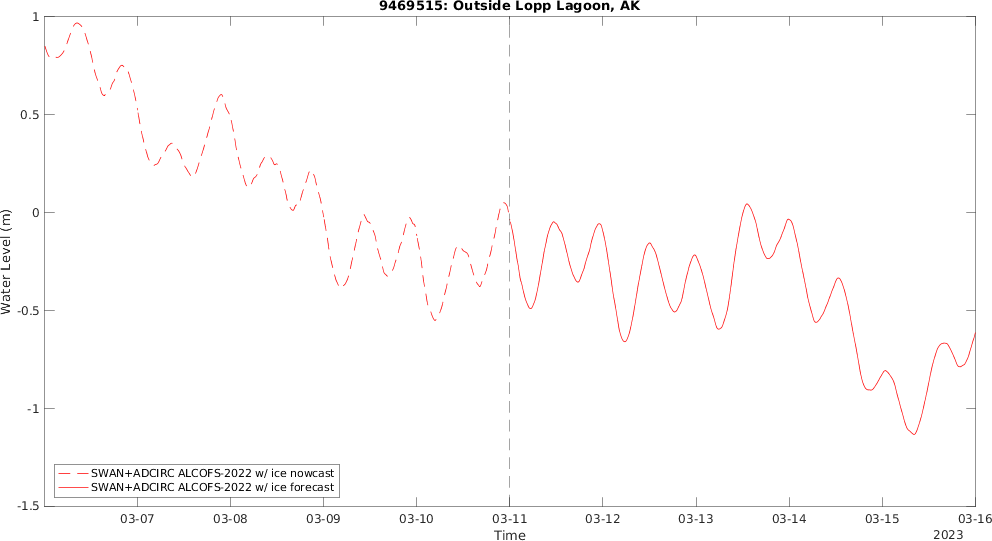 9469515: Outside Lopp Lagoon, AK
1
0.5
0
-0.5
-1
-1.5
Water Level (m)
SWAN+ADCIRC ALCOFS-2022 w/ ice nowcast
SWAN+ADCIRC ALCOFS-2022 w/ ice forecast
03-07 03-08 03-09 03-10 03-11 03-12 03-13 03-14 03-15 03-16
Time
2023